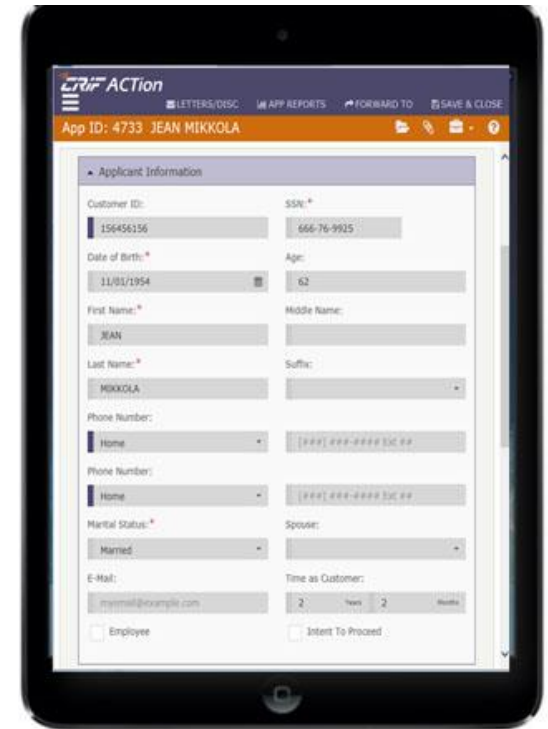 CRIF ACTion
LETTERS/DISC APP REPORTS FORWARD TO SAVE & CLOSE
App ID: 4733 JEAN MIKKOLA
Applicant Information
Customer ID: SSN:*
156456156 666-76-9925
Date of Birth:* Age:
11/01/1954 62
First Name:* Middle Name:
JEAN
Last Name:* Suffix:
MIKKOLA
Phone Number:
Home [###] ###-#### Ext ##
Phone Number:
Home [###] ###-#### Ext ##
Marital Status:* Spouse:
Married
E-Mail: Time as Customer:
myemail@example.com 2 Years 2 Months
Employee Intent To Proceed